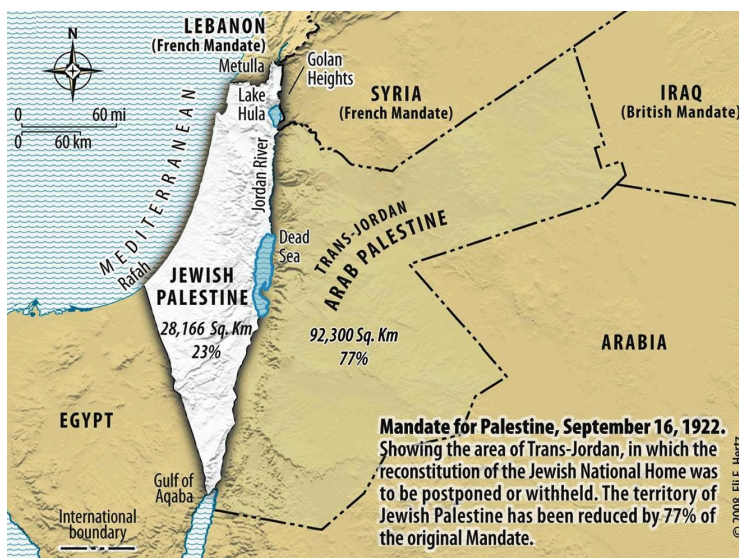 LEBANON
(French Mandate)
Metulla
N
Golan
Heights
Lake
Hula
SYRIA
(French Mandate)
IRAQ
(British Mandate)
0 60 mi
0 60 km
MEDITERRANEAN
Jordan River
TRANS-JORDAN
ARAB PALESTINE
Dead
Sea
Rafah
JEWISH
PALESTINE
28,166 Sq. Km
23%
92,300 Sq. Km
77%
ARABIA
EGYPT
Gulf of
Aqaba
International
boundary
Mandate for Palestine, September 16, 1922.
Showing the area of Trans-Jordan, in which the
reconstitution of the Jewish National Home was
to be postponed or withheld. The territory of
Jewish Palestine has been reduced by 77% of
the original Mandate.
© 2008 Eli E. Hertz